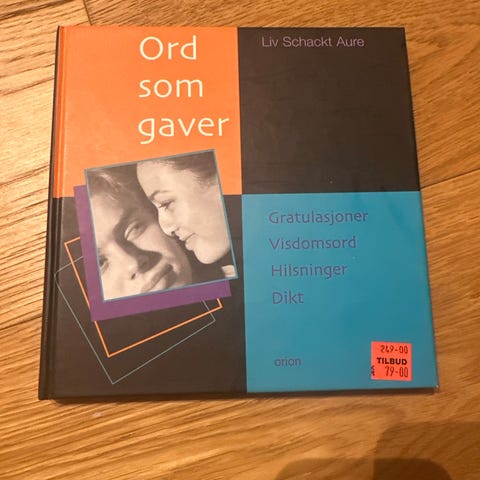 Ord
som
gaver
Liv Schackt Aure
Gratulasjoner
Visdomsord
Hilsninger
Dikt
orion
249-00
TILBUD
79-00